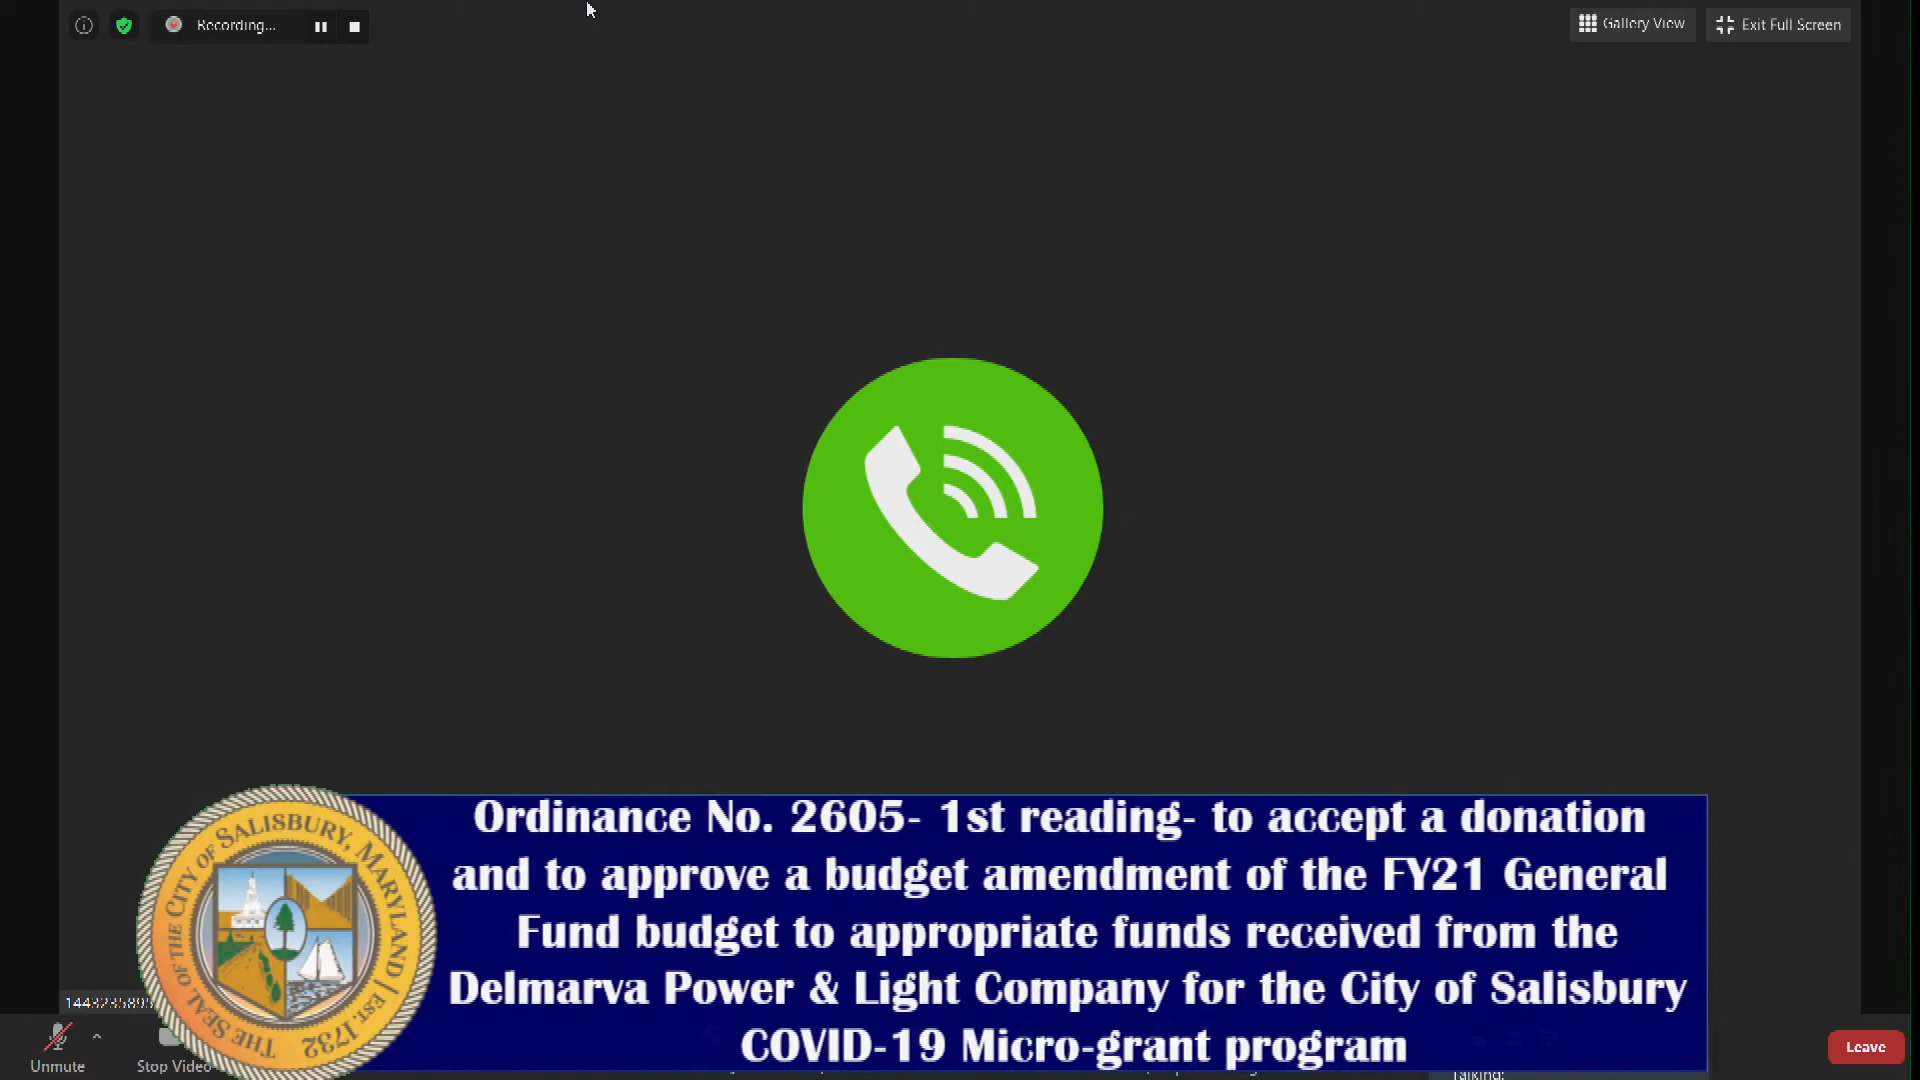 Recording...
Gallery View
Exit Full Screen
Ordinance No. 2605- 1st reading- to accept a donation
and to approve a budget amendment of the FY21 General
Fund budget to appropriate funds received from the
Delmarva Power & Light Company for the City of Salisbury
COVID-19 Micro-grant program
THE SEAL OF THE CITY OF SALISBURY, MARYLAND | EST. 1732
Unmute
Stop Video
Leave
Talking: